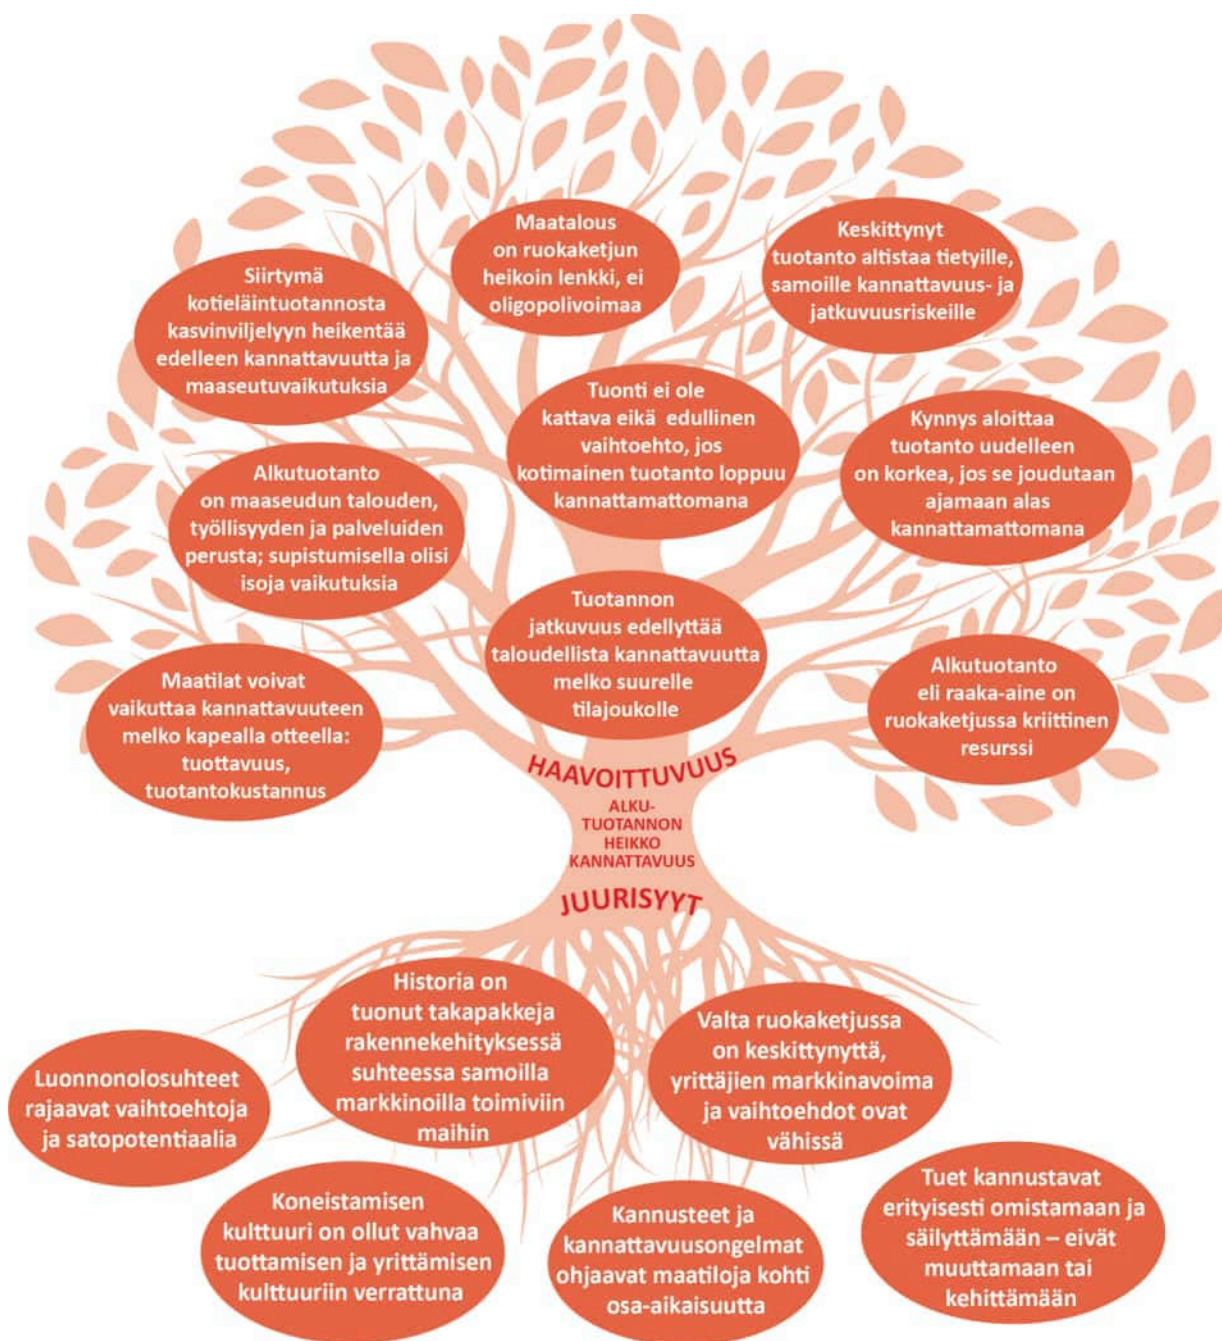 Maatalous
on ruokaketjun
heikoin lenkki, ei
oligopolivoimaa
Keskittynyt
tuotanto altistaa tietyille,
samoille kannattavuus- ja
jatkuvuusriskeille
Siirtymä
kotieläintuotannosta
kasvinviljelyyn heikentää
edelleen kannattavuutta ja
maaseutuvaikutuksia
Tuonti ei ole
kattava eikä edullinen
vaihtoehto, jos
kotimainen tuotanto loppuu
kannattamattomana
Kynnys aloittaa
tuotanto uudelleen
on korkea, jos se joudutaan
ajamaan alas
kannattamattomana
Alkutuotanto
on maaseudun talouden,
työllisyyden ja palveluiden
perusta; supistumisella olisi
isoja vaikutuksia
Tuotannon
jatkuvuus edellyttää
taloudellista kannattavuutta
melko suurelle
tilajoukolle
Alkutuotanto
eli raaka-aine on
ruokaketjussa kriittinen
resurssi
Maatilat voivat
vaikuttaa kannattavuuteen
melko kapealla otteella:
tuottavuus,
tuotantokustannus
HAAVOITTUVUUS
ALKU-
TUOTANNON
HEIKKO
KANNATTAVUUS
JUURISYYT
Historia on
tuonut takapakkeja
rakennekehityksessä
suhteessa samoilla
markkinoilla toimiviin
maihin
Valta ruokaketjussa
on keskittynyttä,
yrittäjien markkinavoima
ja vaihtoehdot ovat
vähissä
Luonnonolosuhteet
rajaavat vaihtoehtoja
ja satopotentiaalia
Koneistamisen
kulttuuri on ollut vahvaa
tuottamisen ja yrittämisen
kulttuuriin verrattuna
Kannusteet ja
kannattavuusongelmat
ohjaavat maatiloja kohti
osa-aikaisuutta
Tuet kannustavat
erityisesti omistamaan ja
säilyttämään – eivät
muuttamaan tai
kehittämään